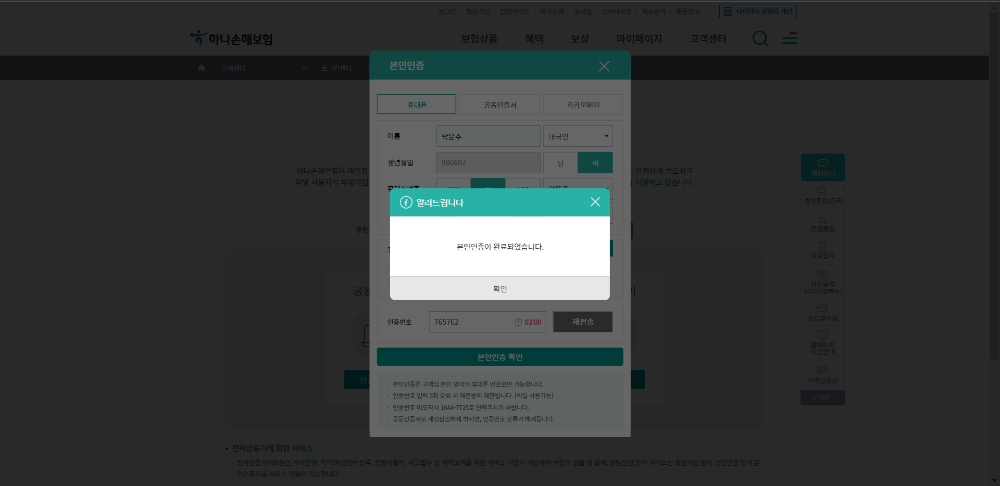 로그인
회원가입
법인서비스
회사소개
공시실
소비자보호
제휴문의
채용정보
다이렉트 보험료 계산
하나손해보험
보험상품
혜택
보상
마이페이지
고객센터
고객센터
로그인센터
본인인증
휴대폰
공동인증서
카카오페이
이름
박윤주
내국인
생년월일
980607
남
여
하나손해보험은 개인정
안전하게 보호하고
익명 사용자의 부정가입
시행하고 있습니다.
휴대폰번호
SKT
KT
LGT
알뜰폰
알려드립니다
주민
본인인증이 완료되었습니다.
확인
공동
인증번호
765762
03:00
재전송
본인인증 확인
인증
· 본인인증은 고객님 본인 명의의 휴대폰 번호로만 가능합니다.
· 인증번호 입력 5회 오류 시 재전송이 제한됩니다. (익일 사용가능)
· 인증번호 미도착시 1644-7725로 연락주시기 바랍니다.
· 공동인증서로 계정잠김해제 하시면, 인증번호 오류가 해제됩니다.
채팅상담
계약조회/관리
긴급출동
사고접수
사진등록
마일리지/블랙박스
카드무이자
홈페이지
이용안내
이메일상담
TOP
• 전자금융거래 회원 서비스
· 전자금융거래회원은 계약변경, 특약/차량정보등록, 증명서출력, 사고접수 등 계약고객을 위한 서비스 이용이 가능하며 보험료 산출 및 결제, 상담신청 등의 서비스는 회원가입 없이 공인인증 등의 본
인인증으로 서비스 이용이 가능합니다